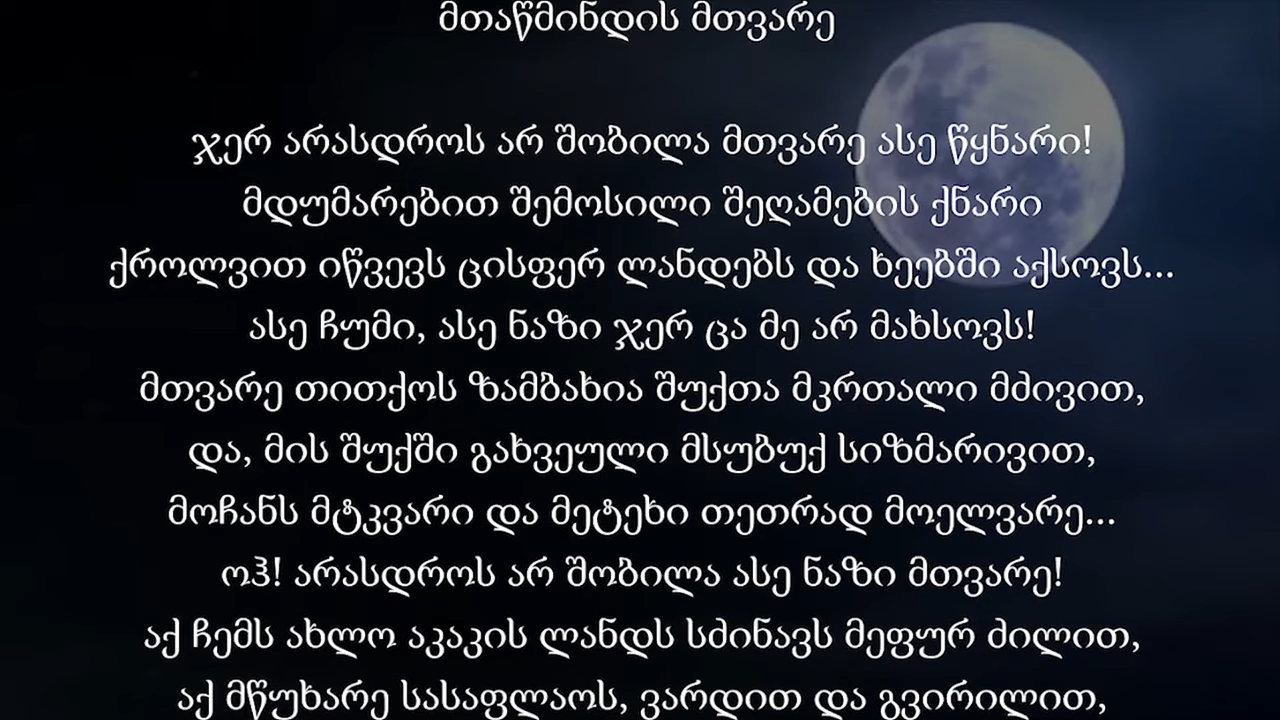 მთაწმინდის მთვარე
ჯერ არასდროს არ შობილა მთვარე ასე წყნარი!
მდუმარებით შემოსილი შეღამების ქნარი
ქროლვით იწვევს ცისფერ ლანდებს და ხეებში აქსოვს...
ასე ჩუმი, ასე ნაზი ჯერ ცა მე არ მახსოვს!
მთვარე თითქოს ზამბახია შუქთა მკრთალი მძივით,
და, მის შუქში გახვეული მსუბუქ სიზმარივით,
მოჩანს მტკვარი და მეტეხი თეთრად მოელვარე...
ოჰ! არასდროს არ შობილა ასე ნაზი მთვარე!
აქ ჩემს ახლო აკაკის ლანდს სძინავს მეფურ ძილით,
აქ მწუხარე სასაფლაოს, ვარდით და გვირილით,